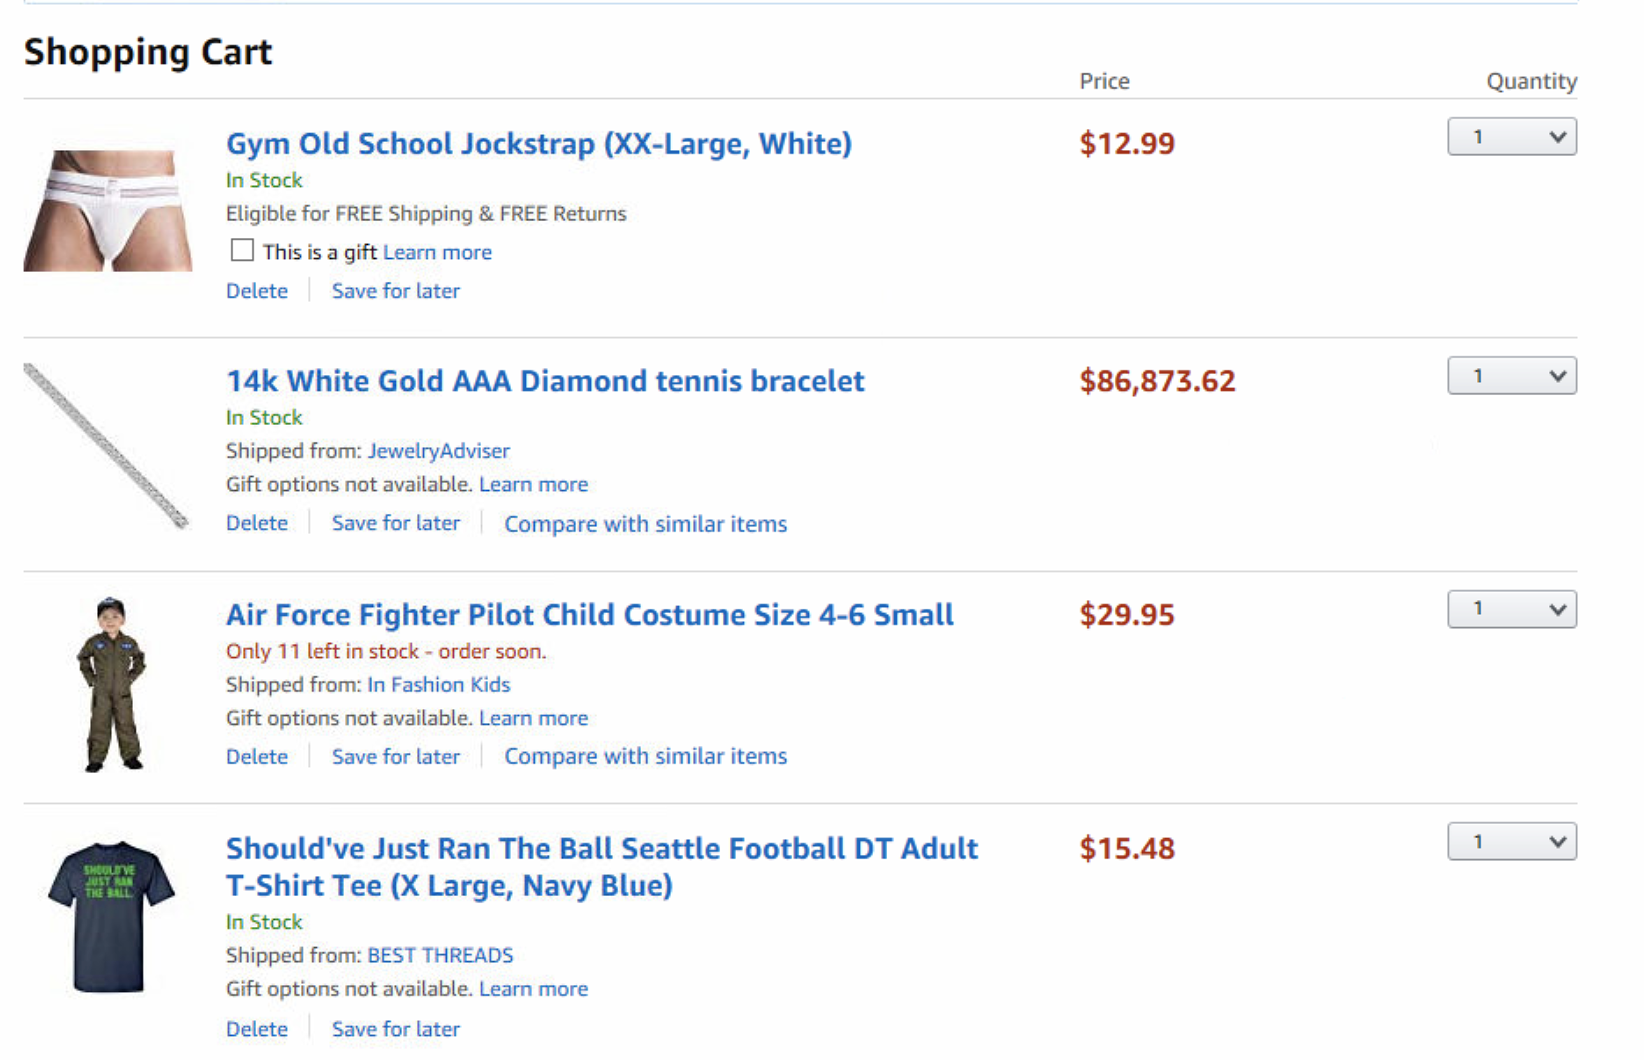 Shopping Cart
Price
Quantity
Gym Old School Jockstrap (XX-Large, White)
$12.99
1
In Stock
Eligible for FREE Shipping & FREE Returns
This is a gift Learn more
Delete
Save for later
14k White Gold AAA Diamond tennis bracelet
$86,873.62
1
In Stock
Shipped from: JewelryAdviser
Gift options not available. Learn more
Delete
Save for later
Compare with similar items
Air Force Fighter Pilot Child Costume Size 4-6 Small
$29.95
1
Only 11 left in stock - order soon.
Shipped from: In Fashion Kids
Gift options not available. Learn more
Delete
Save for later
Compare with similar items
SHOULD'VE
JUST RAN
THE BALL.
Should've Just Ran The Ball Seattle Football DT Adult
T-Shirt Tee (X Large, Navy Blue)
$15.48
1
In Stock
Shipped from: BEST THREADS
Gift options not available. Learn more
Delete
Save for later